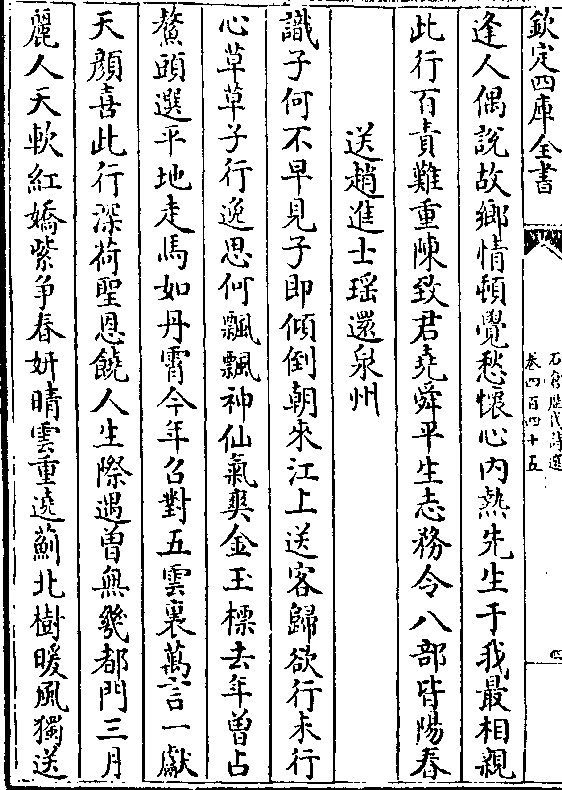 欽定四庫全書
石倉歷代詩選
卷四百四十五
四
逢人偶說故鄉情頓覺愁懷心内熱先生于我最相親
此行百責難重陳致君堯舜平生志務令八部皆陽春
送趙進士瑶還泉州
識子何不早見子即傾倒朝來江上送客歸欲行未行
心草草子行逸思何飄飄神仙氣爽金玉標去年曾占
鰲頭選平地走馬如丹霄今年召對五雲裏萬言一獻
天顔喜此行深荷聖恩饒人生際遇曾無幾都門三月
麗人天軟紅嬌紫争春妍晴雲重遶薊北樹暖風獨送